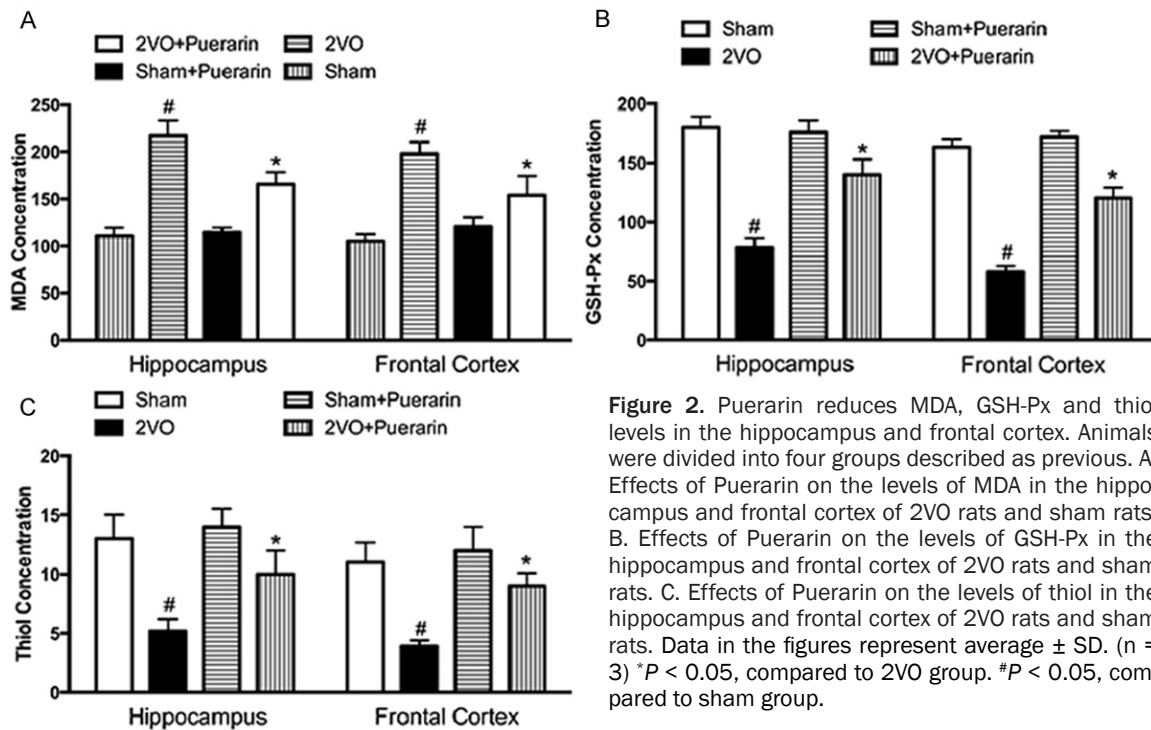 A
2VO+Puerarin 2VO
Sham+Puerarin Sham
250
200
150
100
50
0
MDA Concentration
# * # *
Hippocampus Frontal Cortex
B
Sham Sham+Puerarin
2VO 2VO+Puerarin
200
150
100
50
0
GSH-Px Concentration
# * # *
Hippocampus Frontal Cortex
C
Sham Sham+Puerarin
2VO 2VO+Puerarin
20
15
10
5
0
Thiol Concentration
# * # *
Hippocampus Frontal Cortex
Figure 2. Puerarin reduces MDA, GSH-Px and thiol
levels in the hippocampus and frontal cortex. Animals
were divided into four groups described as previous. A.
Effects of Puerarin on the levels of MDA in the hippo
campus and frontal cortex of 2VO rats and sham rats
B. Effects of Puerarin on the levels of GSH-Px in the
hippocampus and frontal cortex of 2VO rats and sham
rats. C. Effects of Puerarin on the levels of thiol in the
hippocampus and frontal cortex of 2VO rats and sham
rats. Data in the figures represent average ± SD. (n =
3) *P < 0.05, compared to 2VO group. #P < 0.05, com
pared to sham group.